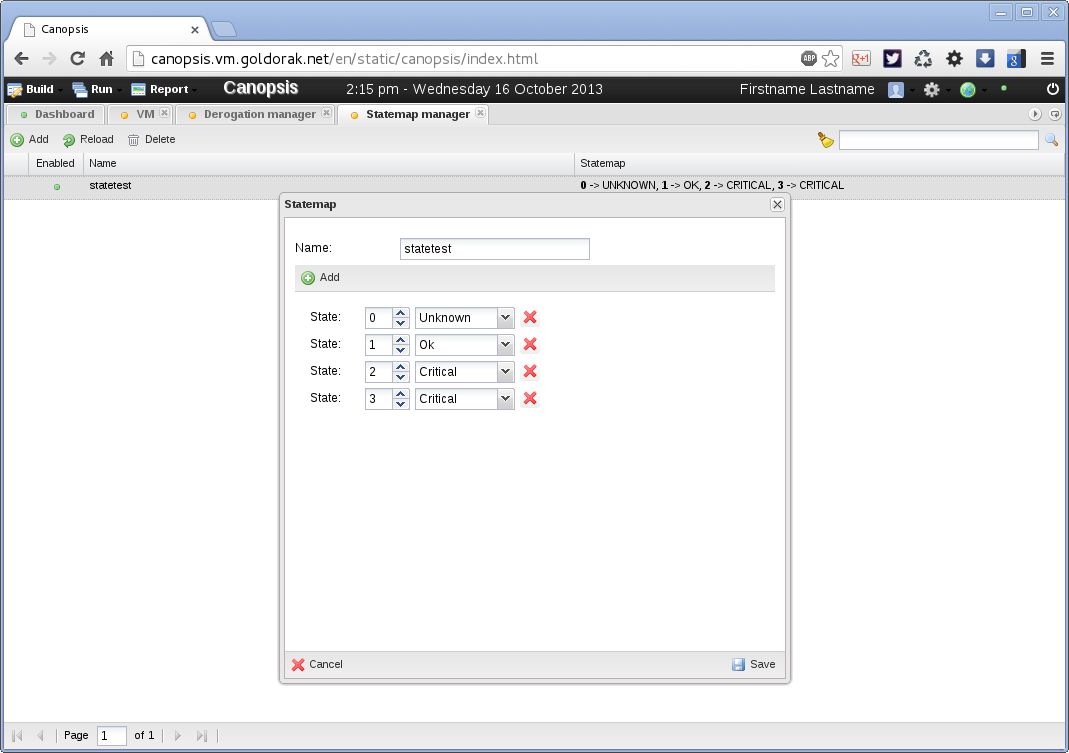 Canopsis
canopsis.vm.goldorak.net/en/static/canopsis/index.html
ABP
g+1
Build Run Report Canopsis 2:15 pm - Wednesday 16 October 2013 Firstname Lastname
Dashboard VM Derogation manager Statemap manager
Add Reload Delete
Enabled Name Statemap
statetest 0 -> UNKNOWN, 1 -> OK, 2 -> CRITICAL, 3 -> CRITICAL
Statemap
Name: statetest
Add
State: 0 Unknown
State: 1 Ok
State: 2 Critical
State: 3 Critical
Cancel Save
Page 1 of 1